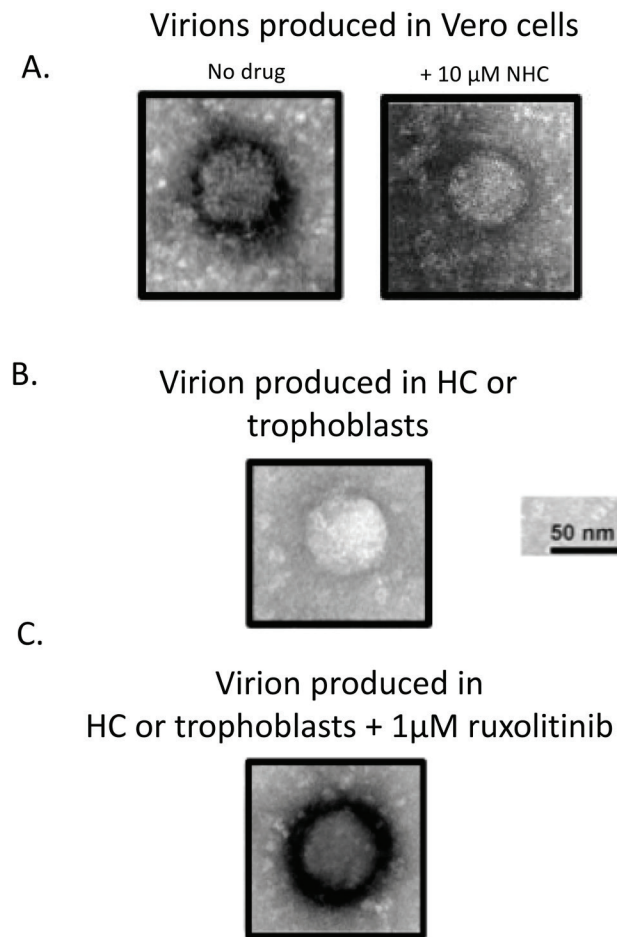 Virions produced in Vero cells
A.
No drug
+ 10 µM NHC
B.
Virion produced in HC or
trophoblasts
50 nm
C.
Virion produced in
HC or trophoblasts + 1µM ruxolitinib